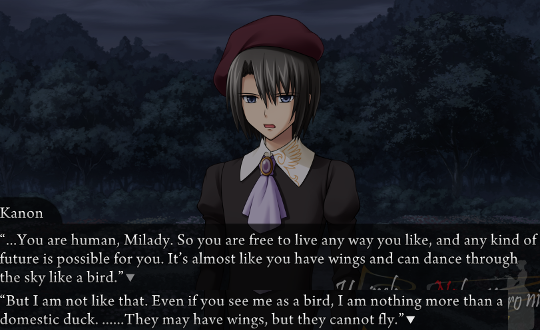 Kanon
“...You are human, Milady. So you are free to live any way you like, and any kind of
future is possible for you. It’s almost like you have wings and can dance through
the sky like a bird.”▼
“But I am not like that. Even if you see me as a bird, I am nothing more than a
domestic duck. ......They may have wings, but they cannot fly.”▼